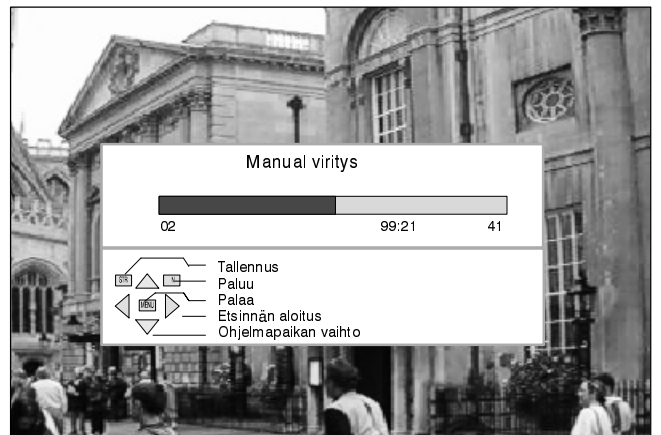 Manual viritys
02 99:21 41
Tallennus
STR Paluu
MENU Palaa
Etsinnän aloitus
Ohjelmapaikan vaihto